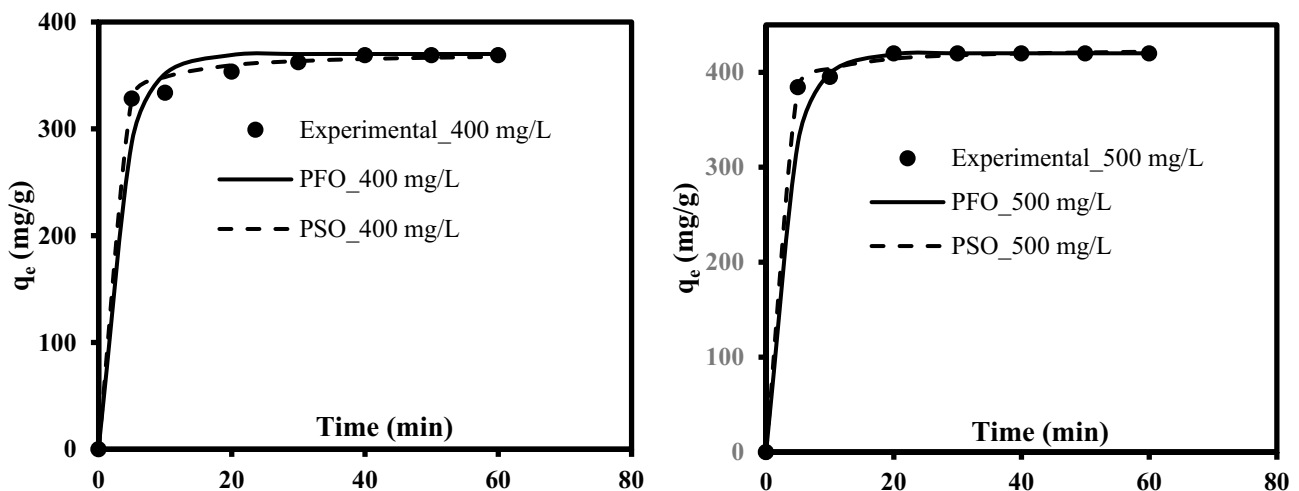 400
300
200
100
0
qe (mg/g)
Experimental_400 mg/L
PFO_400 mg/L
PSO_400 mg/L
Time (min)
0 20 40 60 80
400
300
200
100
0
qe (mg/g)
Experimental_500 mg/L
PFO_500 mg/L
PSO_500 mg/L
Time (min)
0 20 40 60 80